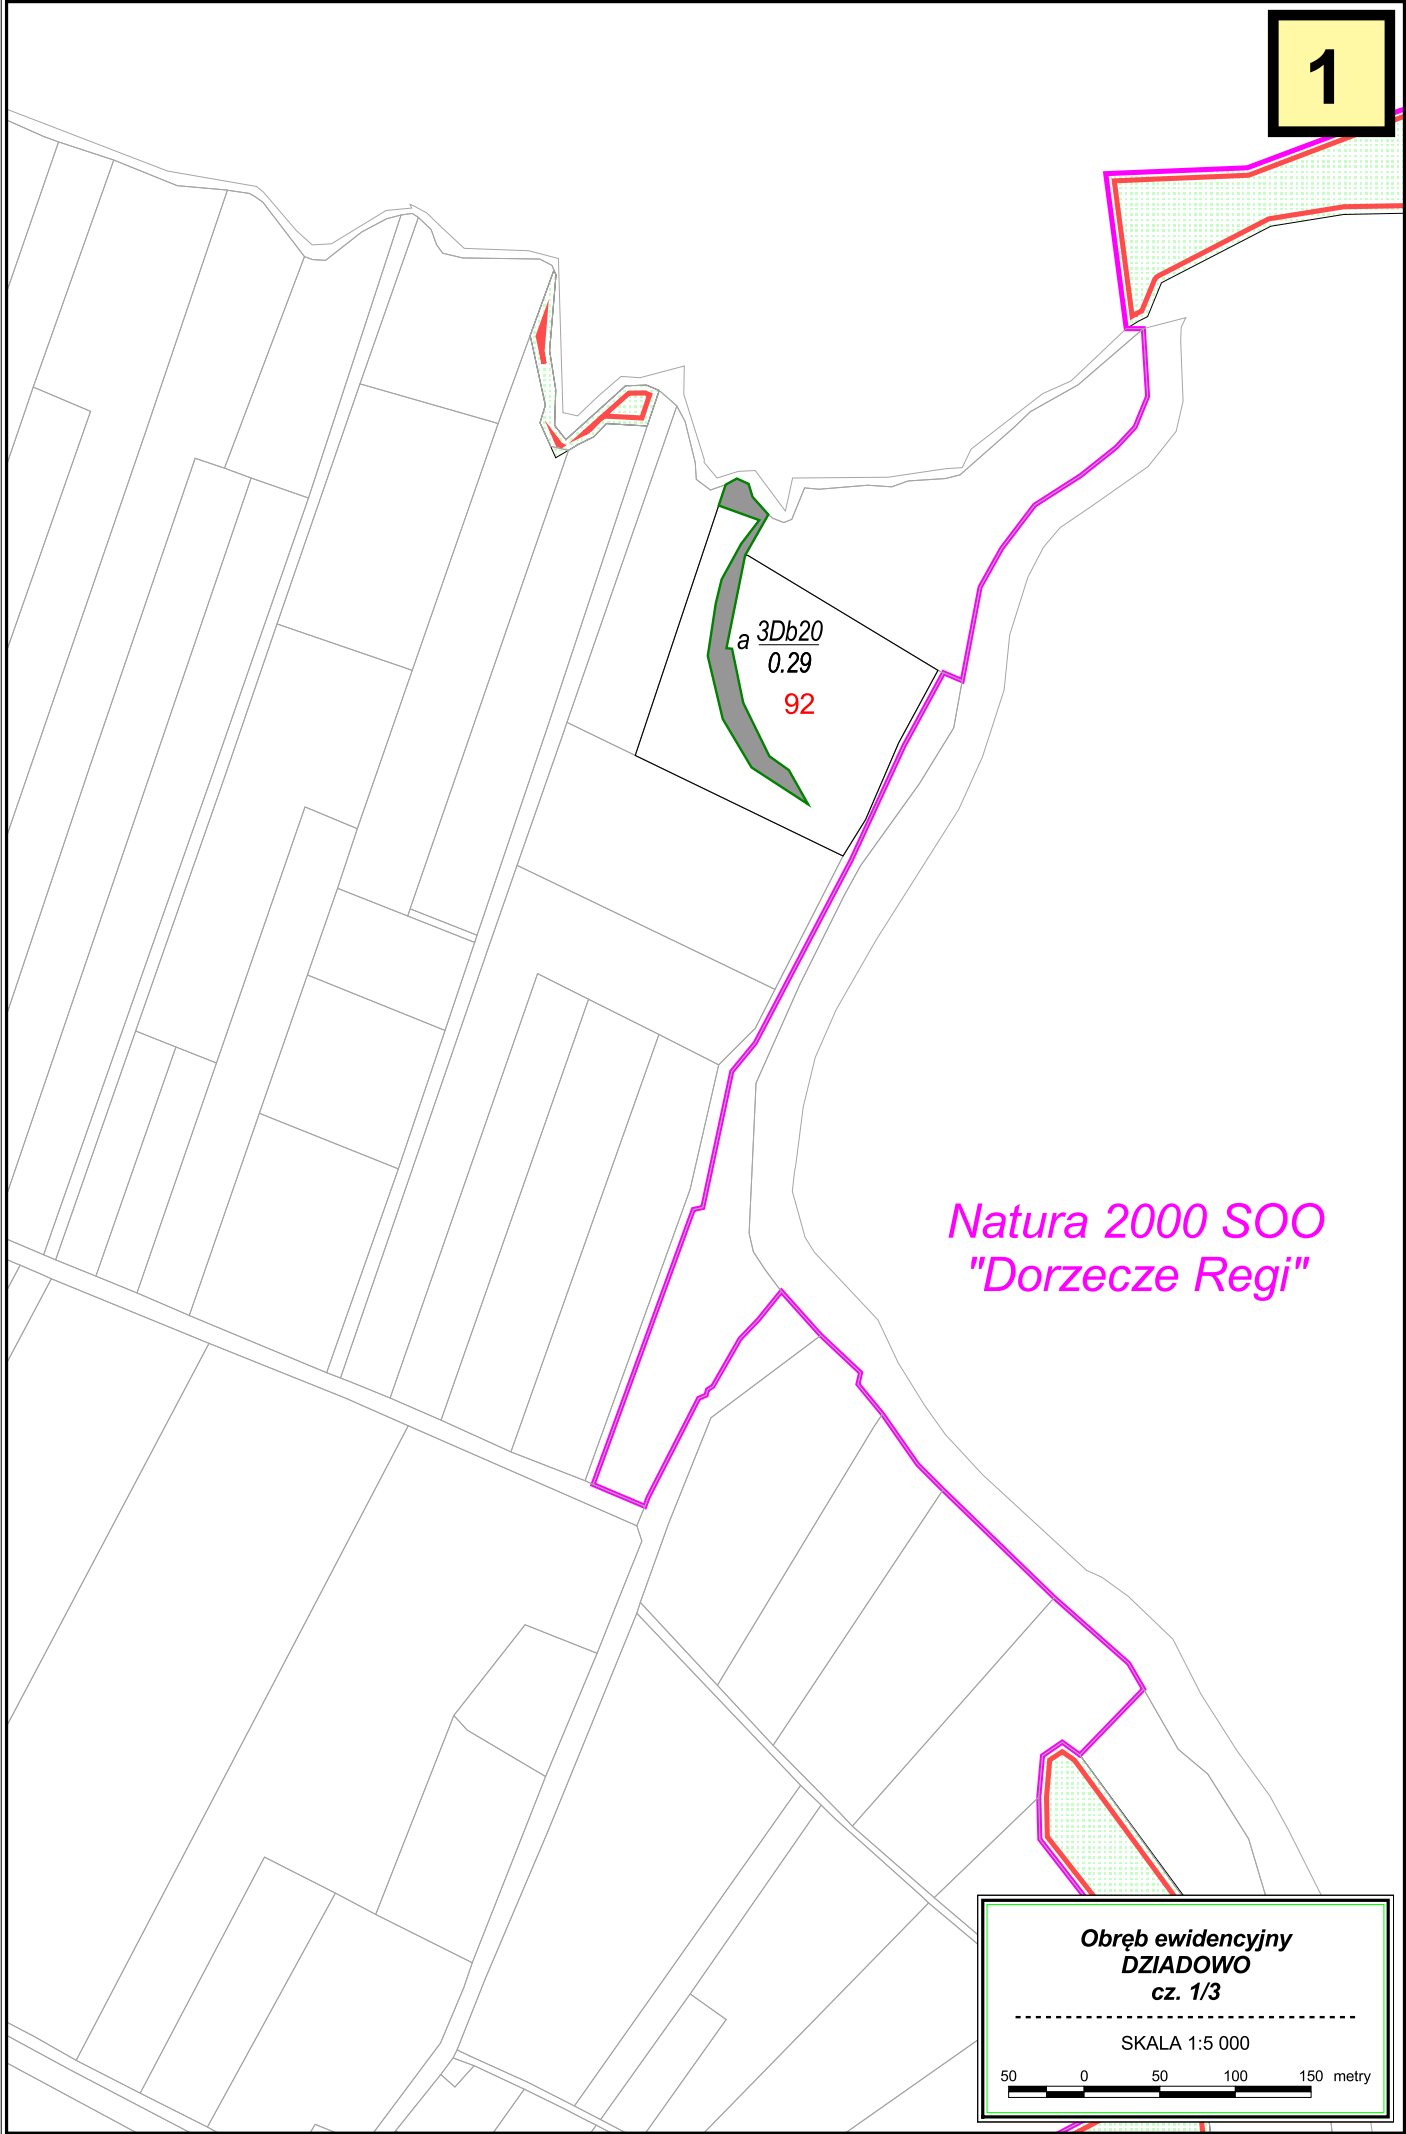 1
a 3Db20
0.29
92
Natura 2000 SOO
"Dorzecze Regi"
Obręb ewidencyjny
DZIADOWO
cz. 1/3
SKALA 1:5 000
50 0 50 100 150 metry